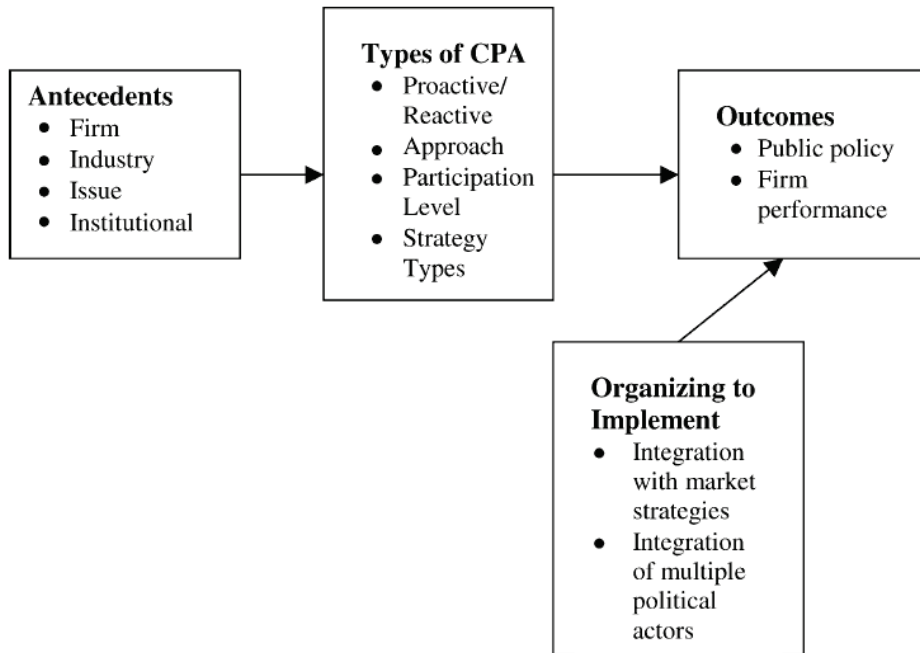 Antecedents
● Firm
● Industry
● Issue
● Institutional
Types of CPA
● Proactive/
Reactive
● Approach
● Participation
Level
● Strategy
Types
Outcomes
● Public policy
● Firm
performance
Organizing to
Implement
● Integration
with market
strategies
● Integration
of multiple
political
actors